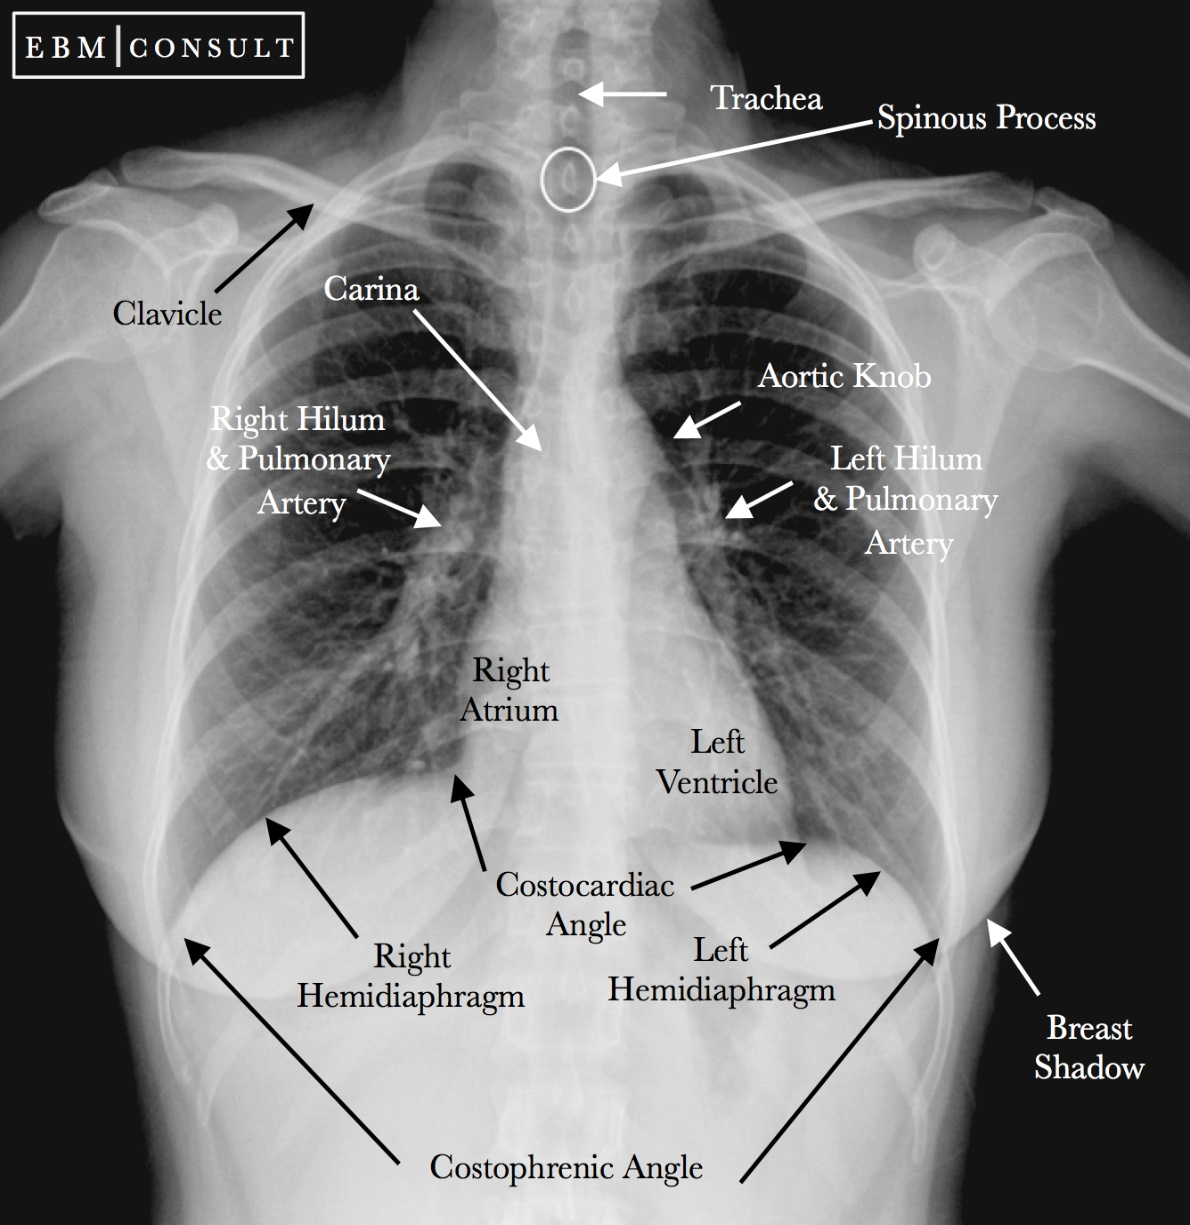 EBM|CONSULT
Trachea
Spinous Process
Clavicle
Carina
Aortic Knob
Right Hilum
& Pulmonary
Artery
Left Hilum
& Pulmonary
Artery
Right
Atrium
Left
Ventricle
Costocardiac
Angle
Right
Hemidiaphragm
Left
Hemidiaphragm
Breast
Shadow
Costophrenic Angle